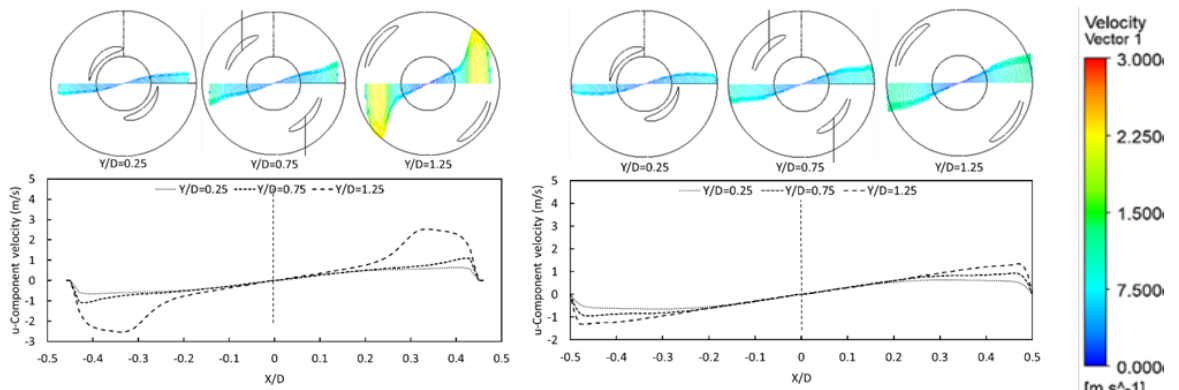 Y/D=0.25 Y/D=0.75 Y/D=1.25
u-Component velocity (m/s)
5
4
3
2
1
0
-1
-2
-3
Y/D=0.25 Y/D=0.75 Y/D=1.25
-0.5 -0.4 -0.3 -0.2 -0.1 0 0.1 0.2 0.3 0.4 0.5
X/D
Y/D=0.25 Y/D=0.75 Y/D=1.25
u-Component velocity (m/s)
5
4
3
2
1
0
-1
-2
Y/D=0.25 Y/D=0.75 Y/D=1.25
-0.5 -0.4 -0.3 -0.2 -0.1 0 0.1 0.2 0.3 0.4 0.5
X/D
Velocity
Vector 1
3.000
2.250
1.500
7.500
0.000
[m s^-1]